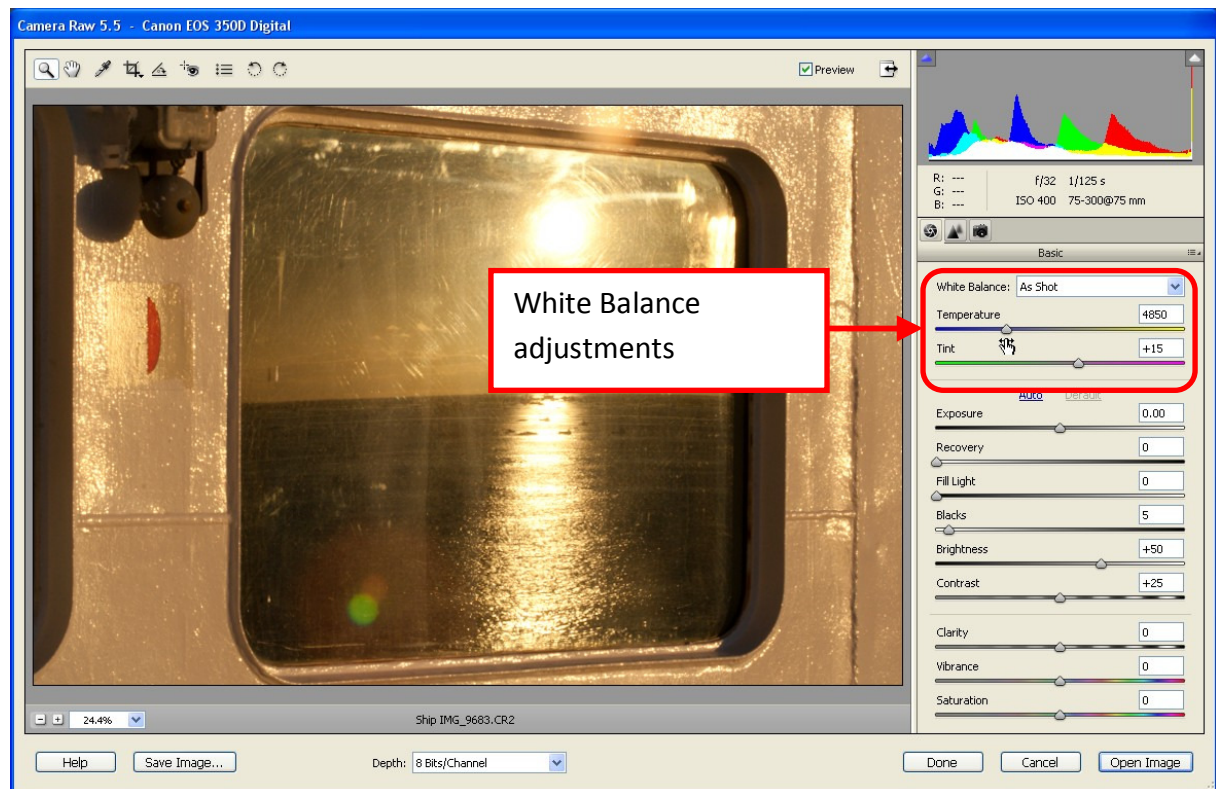 Camera Raw 5.5 - Canon EOS 350D Digital
Preview
R: ---
G: ---
B: ---
f/32 1/125 s
ISO 400 75-300@75 mm
Basic
White Balance: As Shot
Temperature 4850
Tint +15
Auto Default
Exposure 0.00
Recovery 0
Fill Light 0
Blacks 5
Brightness +50
Contrast +25
Clarity 0
Vibrance 0
Saturation 0
White Balance
adjustments
24.4%
Ship IMG_9683.CR2
Help
Save Image...
Depth: 8 Bits/Channel
Done
Cancel
Open Image